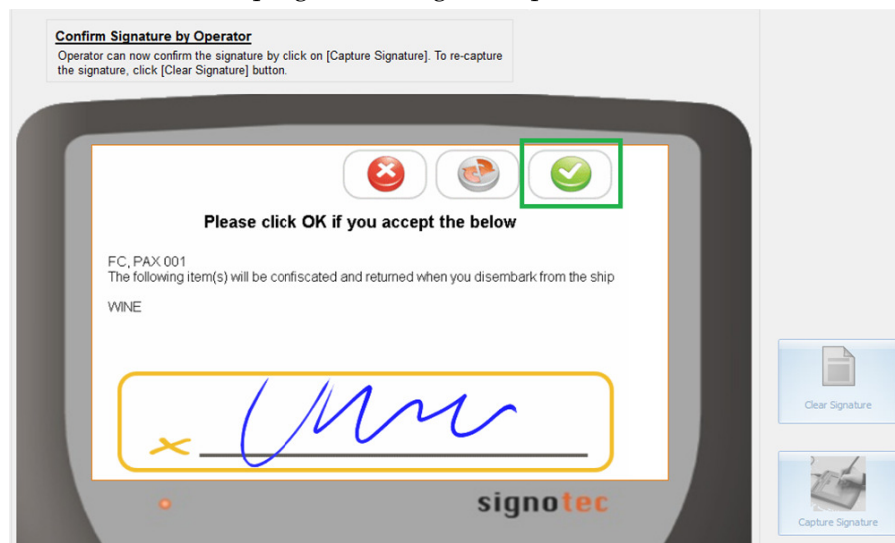 Confirm Signature by Operator
Operator can now confirm the signature by click on [Capture Signature]. To re-capture
the signature, click [Clear Signature] button.
Please click OK if you accept the below
FC, PAX 001
The following item(s) will be confiscated and returned when you disembark from the ship
WINE
x
signotec
Clear Signature
Capture Signature